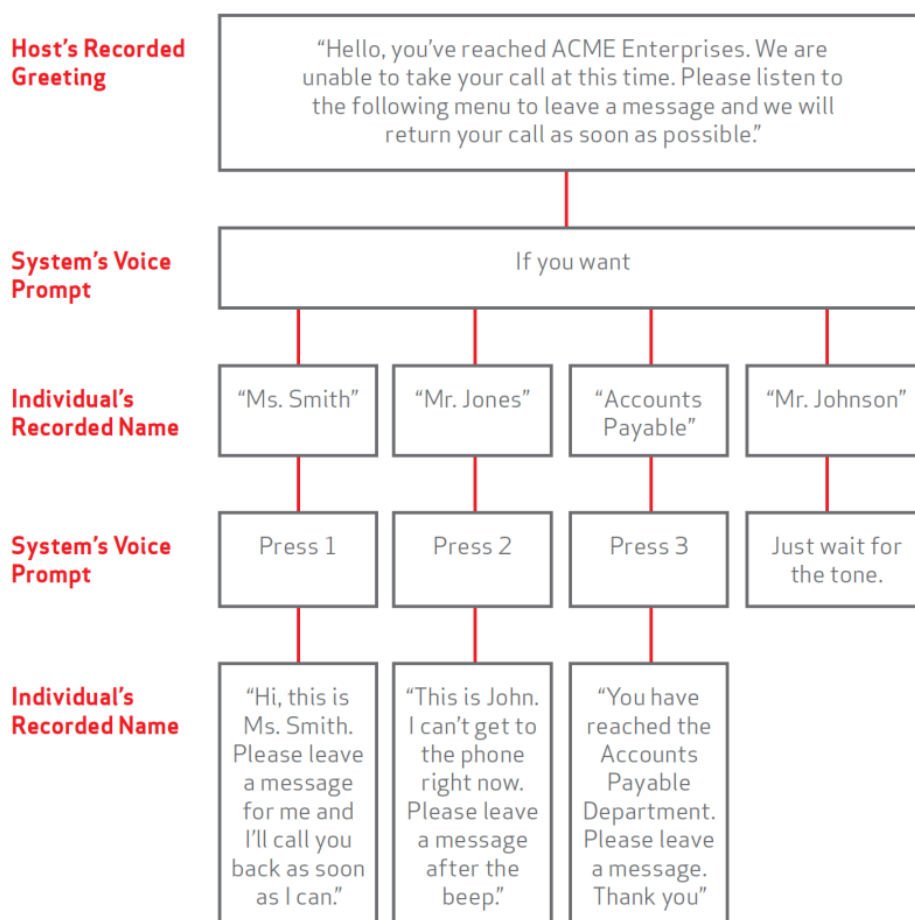 Host's Recorded
Greeting
“Hello, you've reached ACME Enterprises. We are
unable to take your call at this time. Please listen to
the following menu to leave a message and we will
return your call as soon as possible.”
System's Voice
Prompt
If you want
Individual's
Recorded Name
“Ms. Smith”
“Mr. Jones”
“Accounts
Payable”
“Mr. Johnson”
System's Voice
Prompt
Press 1
Press 2
Press 3
Just wait for
the tone.
Individual's
Recorded Name
“Hi, this is
Ms. Smith.
Please leave
a message
for me and
I'll call you
back as soon
as I can.”
“This is John.
I can't get to
the phone
right now.
Please leave
a message
after the
beep.”
“You have
reached the
Accounts
Payable
Department.
Please leave
a message.
Thank you”